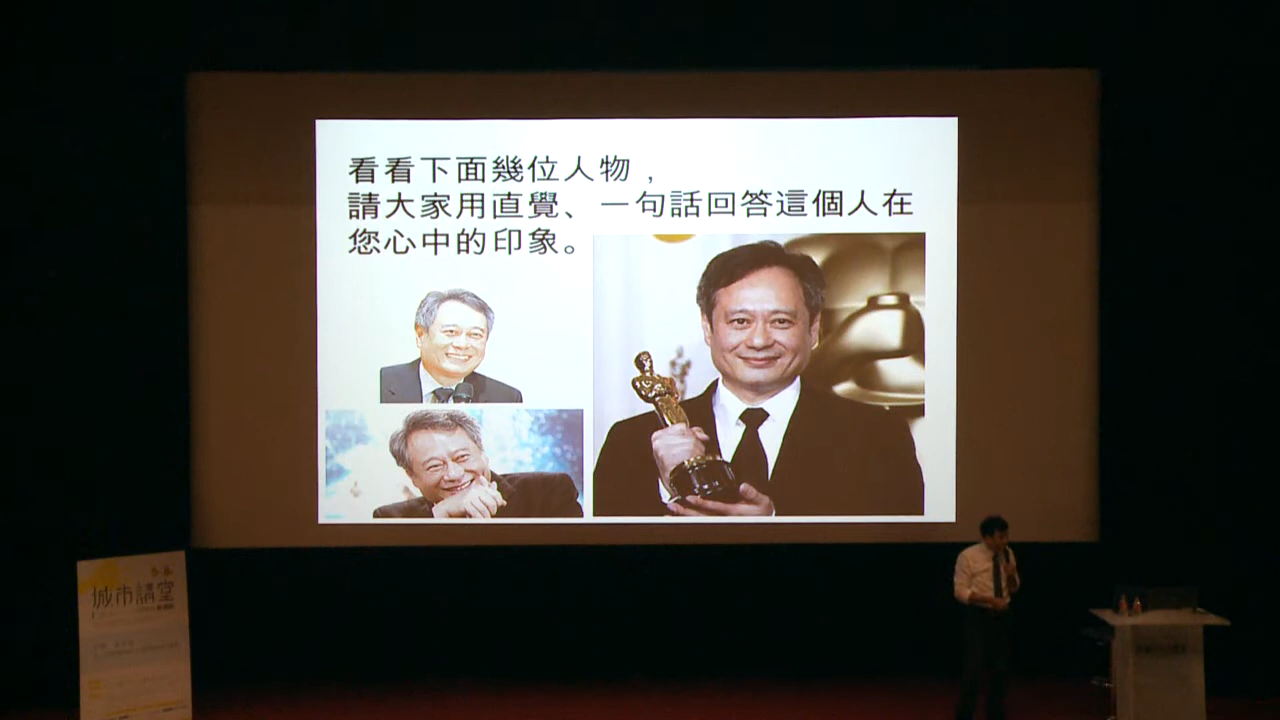 看看下面幾位人物，
請大家用直覺、一句話回答這個人在
您心中的印象。
城市講堂